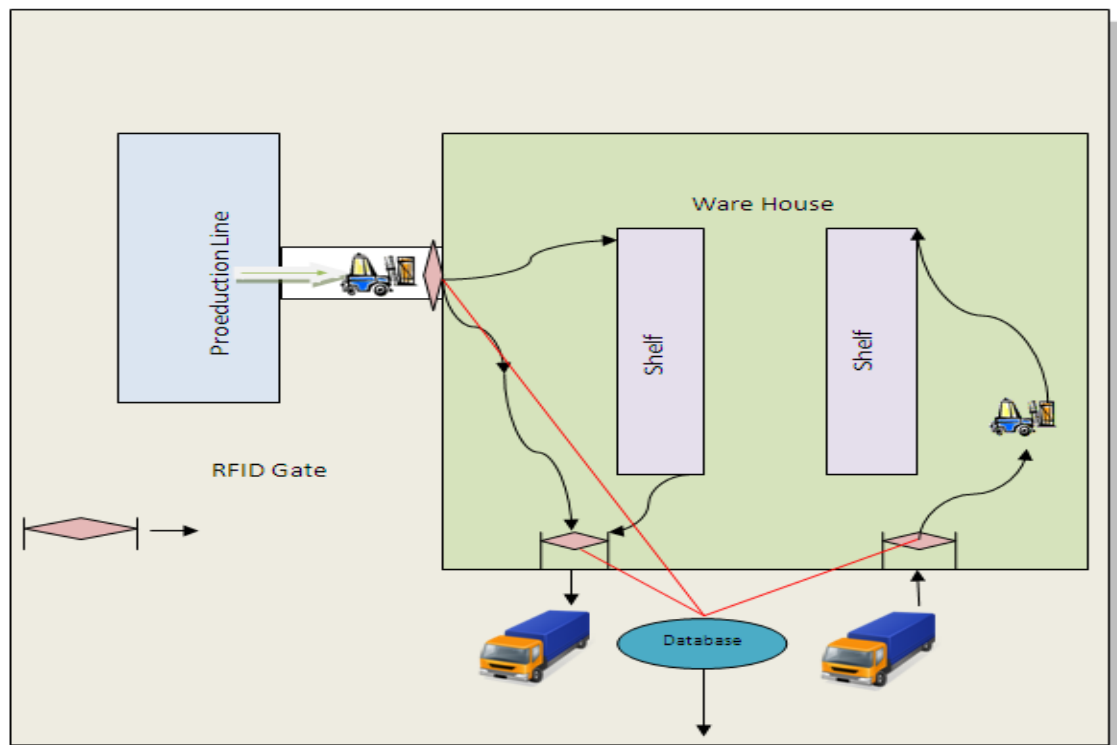 Ware House
Proeduction Line
Shelf
Shelf
RFID Gate
Database